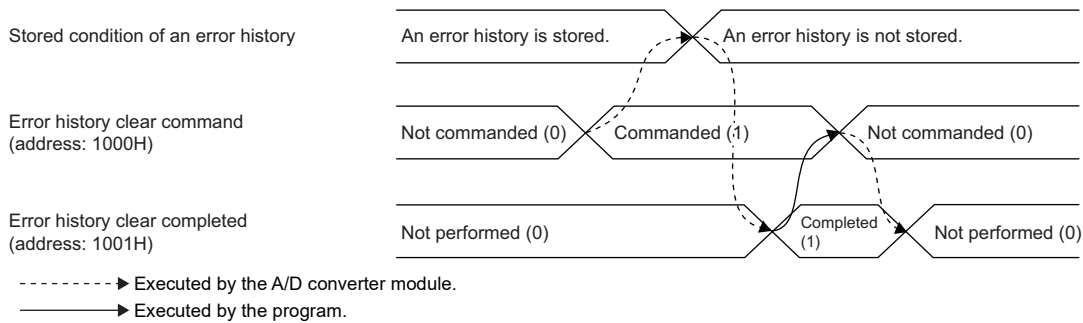 Stored condition of an error history
An error history is stored.
An error history is not stored.
Error history clear command
(address: 1000H)
Not commanded (0)
Commanded (1)
Not commanded (0)
Error history clear completed
(address: 1001H)
Not performed (0)
Completed
(1)
Not performed (0)
Executed by the A/D converter module.
Executed by the program.